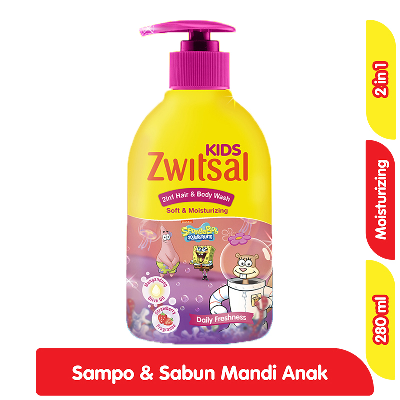 KIDS
Zwitsal
2in1 Hair & Body Wash
Soft & Moisturizing
SpongeBob
Daily Freshness
2 in 1
Moisturizing
280 ml
Sampo & Sabun Mandi Anak